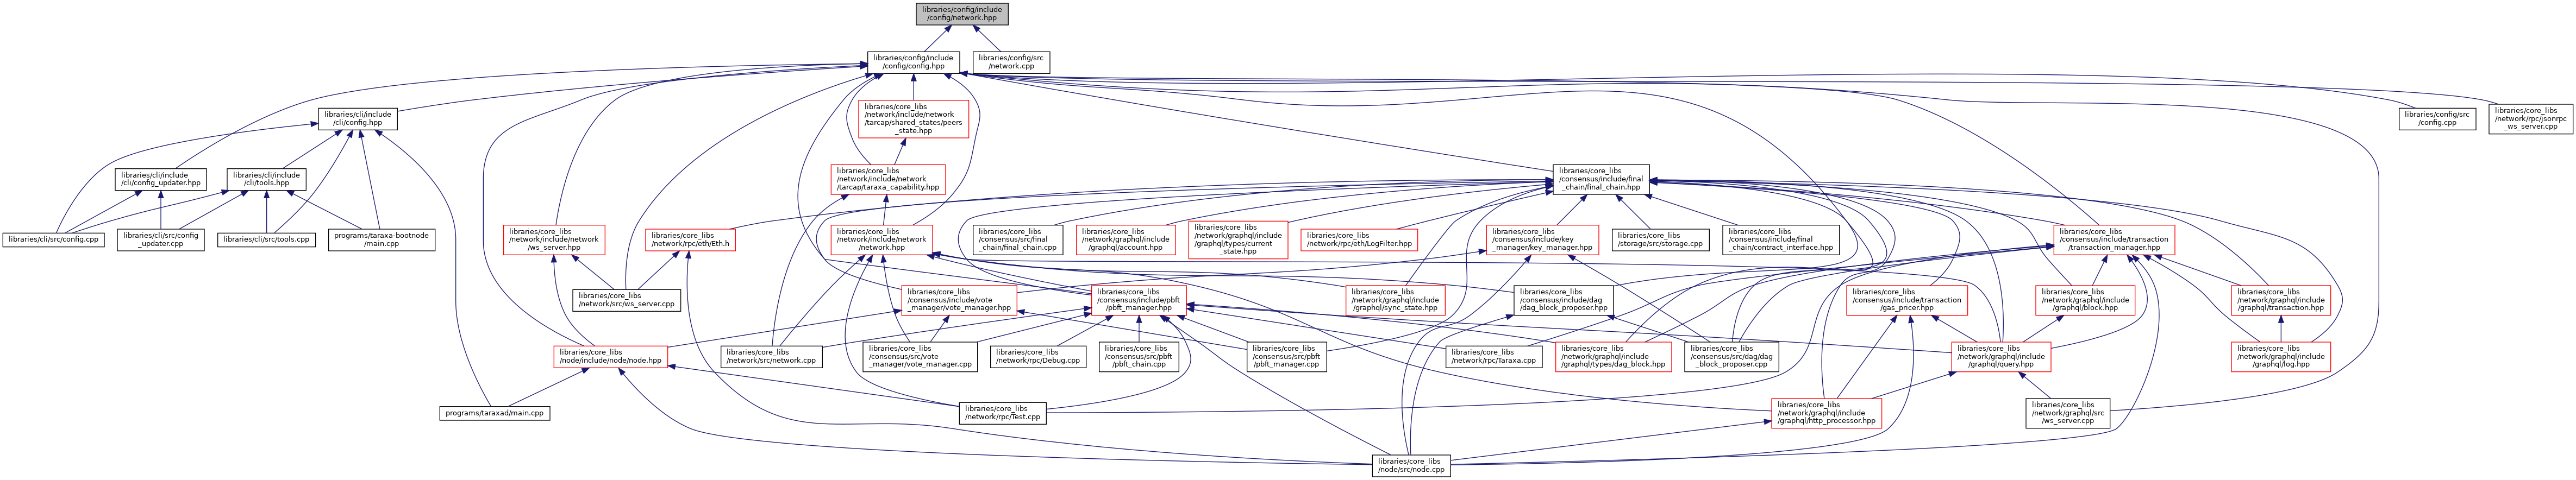 libraries/config/include
/config/network.hpp
libraries/config/include
/config/config.hpp
libraries/config/src
/network.cpp
libraries/core_libs
/network/include/network
/tarcap/shared_states/peers
_state.hpp
libraries/cli/include
/cli/config.hpp
libraries/config/src
/config.cpp
libraries/core_libs
/network/rpc/jsonrpc
_ws_server.cpp
libraries/cli/include
/cli/config_updater.hpp
libraries/cli/include
/cli/tools.hpp
libraries/core_libs
/network/include/network
/tarcap/taraxa_capability.hpp
libraries/core_libs
/consensus/include/final
_chain/final_chain.hpp
libraries/cli/src/config.cpp
libraries/cli/src/config
_updater.cpp
libraries/cli/src/tools.cpp
programs/taraxa-bootnode
/main.cpp
libraries/core_libs
/network/include/network
/ws_server.hpp
libraries/core_libs
/network/rpc/eth/Eth.h
libraries/core_libs
/network/include/network
/network.hpp
libraries/core_libs
/consensus/src/final
_chain/final_chain.cpp
libraries/core_libs
/network/graphql/include
/graphql/account.hpp
libraries/core_libs
/network/graphql/include
/graphql/types/current
_state.hpp
libraries/core_libs
/network/rpc/eth/LogFilter.hpp
libraries/core_libs
/consensus/include/key
_manager/key_manager.hpp
libraries/core_libs
/storage/src/storage.cpp
libraries/core_libs
/consensus/include/final
_chain/contract_interface.hpp
libraries/core_libs
/consensus/include/transaction
/transaction_manager.hpp
libraries/core_libs
/network/src/ws_server.cpp
libraries/core_libs
/consensus/include/vote
_manager/vote_manager.hpp
libraries/core_libs
/consensus/include/pbft
/pbft_manager.hpp
libraries/core_libs
/network/graphql/include
/graphql/sync_state.hpp
libraries/core_libs
/consensus/include/dag
/dag_block_proposer.hpp
libraries/core_libs
/consensus/include/transaction
/gas_pricer.hpp
libraries/core_libs
/network/graphql/include
/graphql/block.hpp
libraries/core_libs
/network/graphql/include
/graphql/transaction.hpp
libraries/core_libs
/node/include/node/node.hpp
libraries/core_libs
/network/src/network.cpp
libraries/core_libs
/consensus/src/vote
_manager/vote_manager.cpp
libraries/core_libs
/network/rpc/Debug.cpp
libraries/core_libs
/consensus/src/pbft
/pbft_chain.cpp
libraries/core_libs
/consensus/src/pbft
/pbft_manager.cpp
libraries/core_libs
/network/rpc/Taraxa.cpp
libraries/core_libs
/network/graphql/include
/graphql/types/dag_block.hpp
libraries/core_libs
/consensus/src/dag/dag
_block_proposer.cpp
libraries/core_libs
/network/graphql/include
/graphql/query.hpp
libraries/core_libs
/network/graphql/include
/graphql/log.hpp
programs/taraxad/main.cpp
libraries/core_libs
/network/rpc/Test.cpp
libraries/core_libs
/network/graphql/include
/graphql/http_processor.hpp
libraries/core_libs
/network/graphql/src
/ws_server.cpp
libraries/core_libs
/node/src/node.cpp